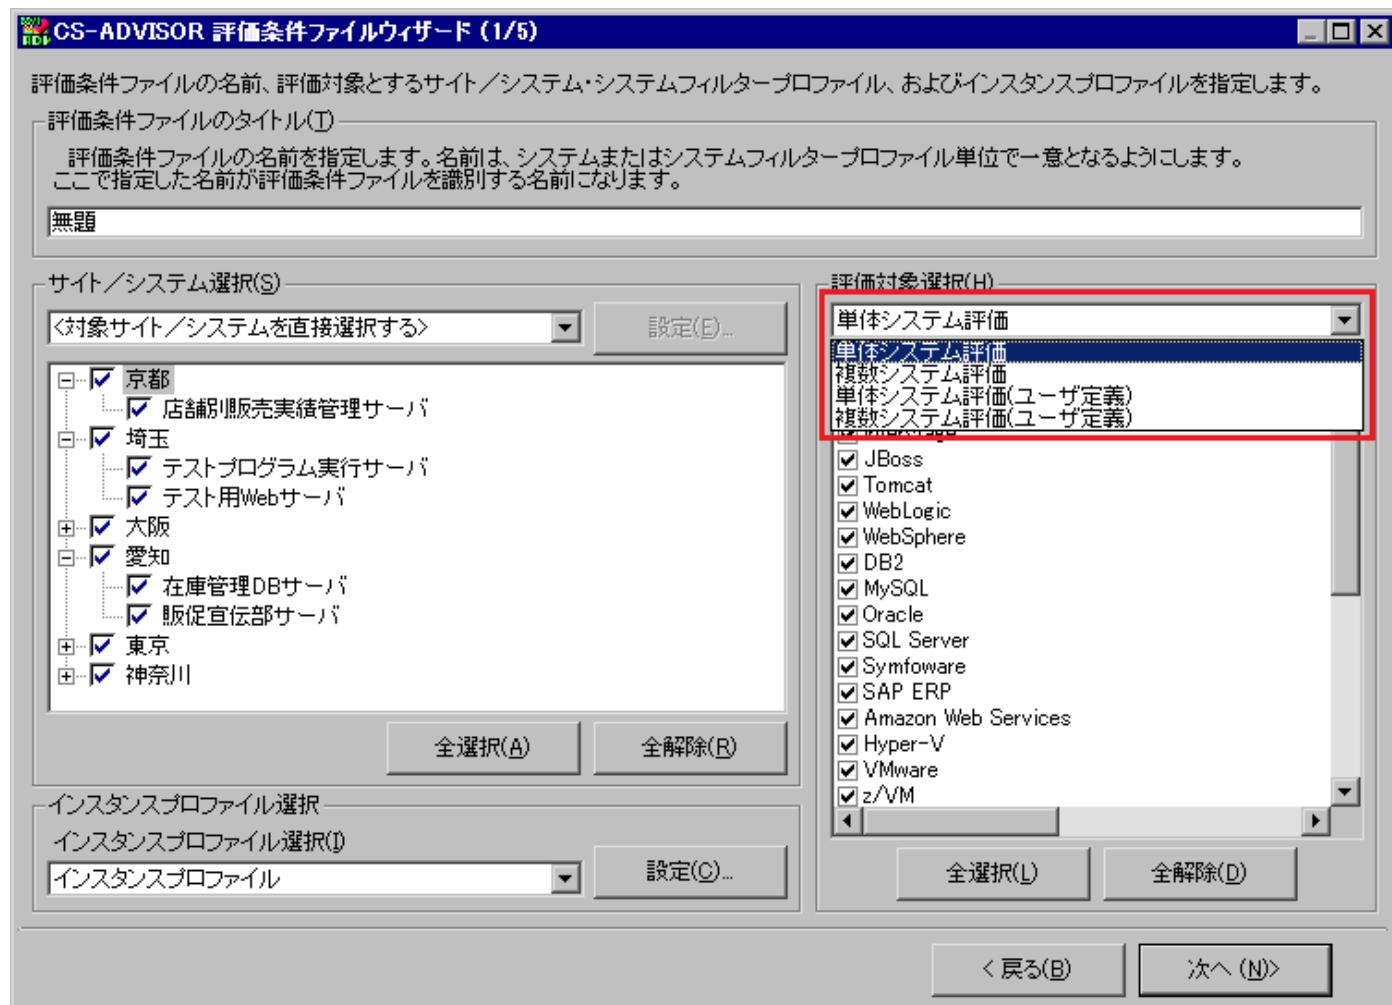 CS-ADVISOR 評価条件ファイルウィザード (1/5)
評価条件ファイルの名前、評価対象とするサイト／システム・システムフィルタープロファイル、およびインスタンスプロファイルを指定します。
評価条件ファイルのタイトル(T)
評価条件ファイルの名前を指定します。名前は、システムまたはシステムフィルタープロファイル単位で一意となるようにします。
ここで指定した名前が評価条件ファイルを識別する名前になります。
無題
サイト／システム選択(S)
<対象サイト／システムを直接選択する>
設定(E)...
京都
店舗別販売実績管理サーバ
埼玉
テストプログラム実行サーバ
テスト用Webサーバ
大阪
愛知
在庫管理DBサーバ
販促宣伝部サーバ
東京
神奈川
全選択(A)
全解除(R)
インスタンスプロファイル選択
インスタンスプロファイル選択(I)
インスタンスプロファイル
設定(C)...
評価対象選択(H)
単体システム評価
単体システム評価
複数システム評価
単体システム評価(ユーザ定義)
複数システム評価(ユーザ定義)
JBoss
Tomcat
WebLogic
WebSphere
DB2
MySQL
Oracle
SQL Server
Symfoware
SAP ERP
Amazon Web Services
Hyper-V
VMware
z/VM
全選択(L)
全解除(D)
< 戻る(B)
次へ (N)>